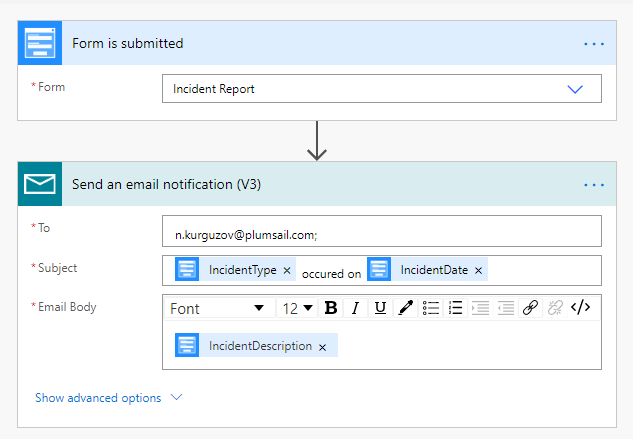 Form is submitted
* Form
Incident Report
Send an email notification (V3)
* To
n.kurguzov@plumsail.com;
* Subject
IncidentType × occured on IncidentDate ×
* Email Body
Font 12 B I U </>
IncidentDescription ×
Show advanced options